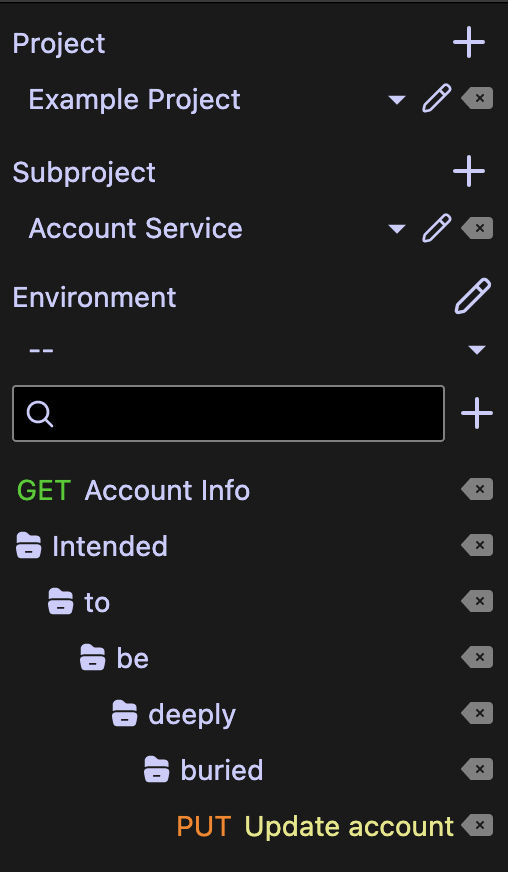 Project
Example Project
Subproject
Account Service
Environment
--
GET Account Info
Intended
to
be
deeply
buried
PUT Update account